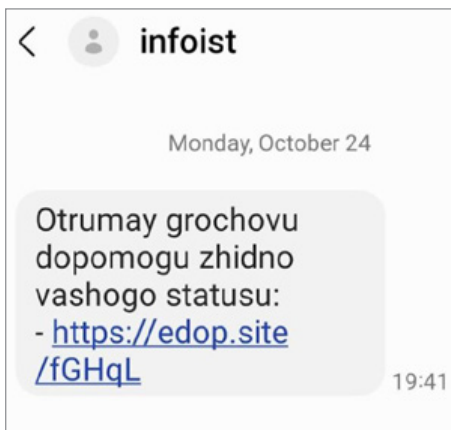 infoist
Monday, October 24
Otrumay grochovu
dopomogu zhidno
vashogo statusu:
- https://edop.site
/fGHqL
19:41